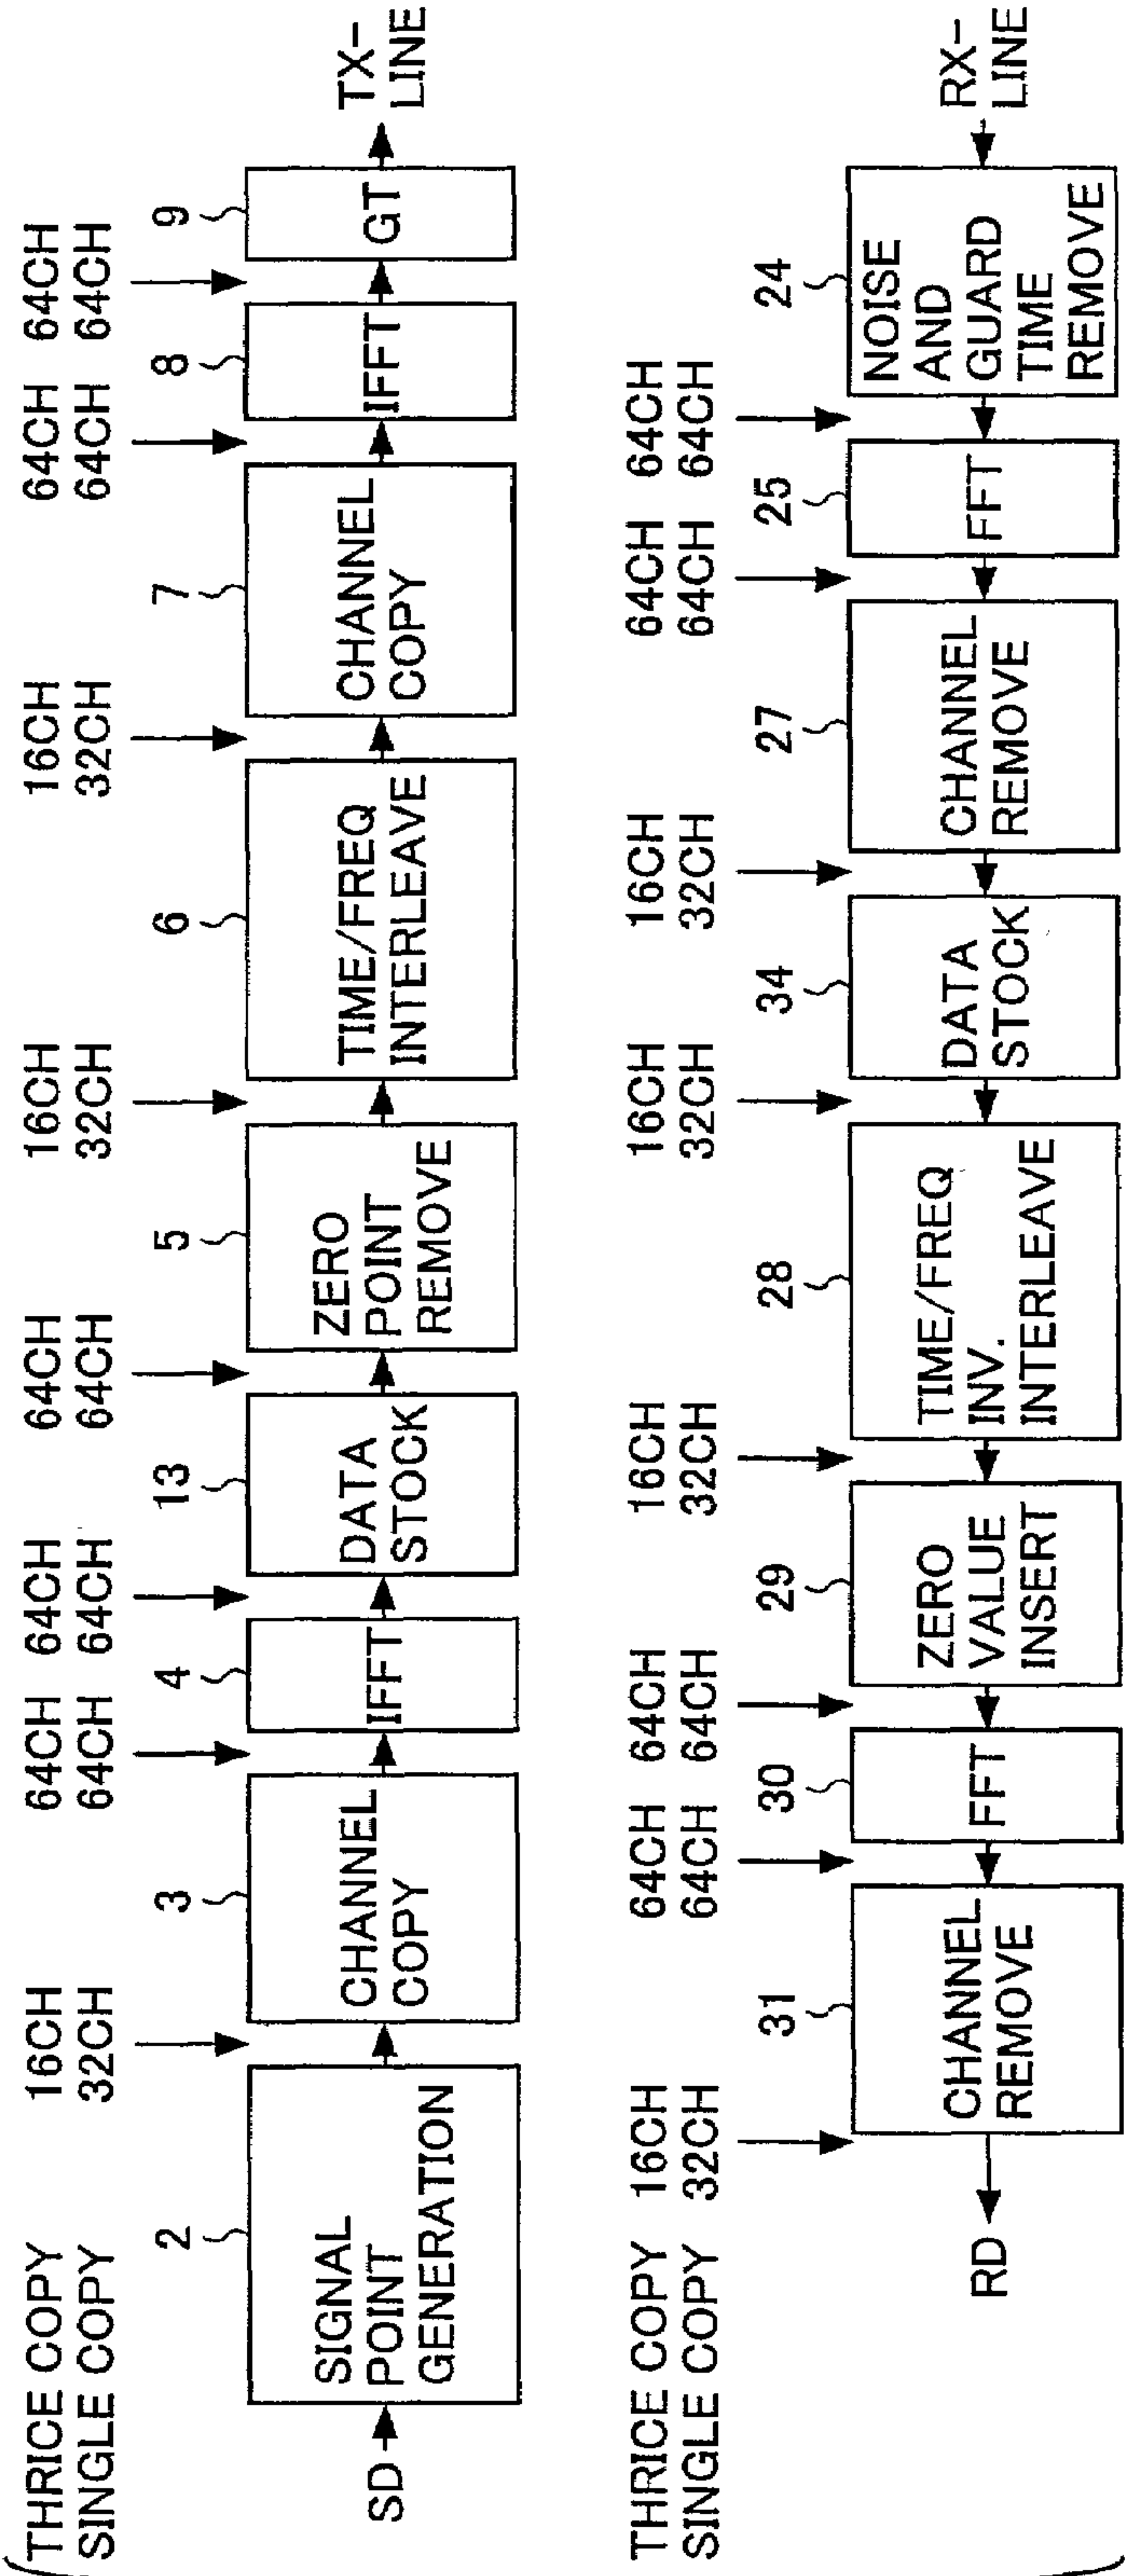 THRICE COPY 16CH 64CH 64CH 64CH 16CH 16CH 64CH 64CH
SINGLE COPY 32CH 64CH 64CH 64CH 32CH 32CH 64CH 64CH
2 3 4 13 5 6 7 8 9
SD
SIGNAL
POINT
GENERATION
CHANNEL
COPY
IFFT
DATA
STOCK
ZERO
POINT
REMOVE
TIME/FREQ
INTERLEAVE
CHANNEL
COPY
IFFT
GT
TX-
LINE
THRICE COPY 16CH 64CH 64CH 16CH 16CH 16CH 64CH 64CH
SINGLE COPY 32CH 64CH 64CH 32CH 32CH 32CH 64CH 64CH
31 30 29 28 34 27 25 24
RD
CHANNEL
REMOVE
FFT
ZERO
VALUE
INSERT
TIME/FREQ
INV.
INTERLEAVE
DATA
STOCK
CHANNEL
REMOVE
FFT
NOISE
AND
GUARD
TIME
REMOVE
RX-
LINE